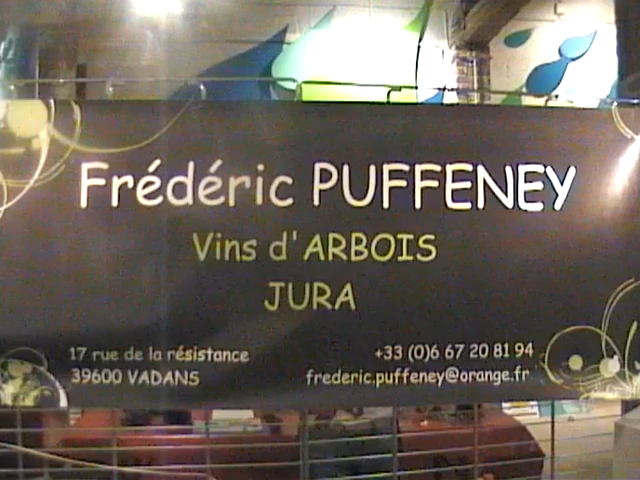 Frédéric PUFFENEY
Vins d'ARBOIS
JURA
17 rue de la résistance
39600 VADANS
+33 (0)6 67 20 81 94
frederic.puffeney@orange.fr